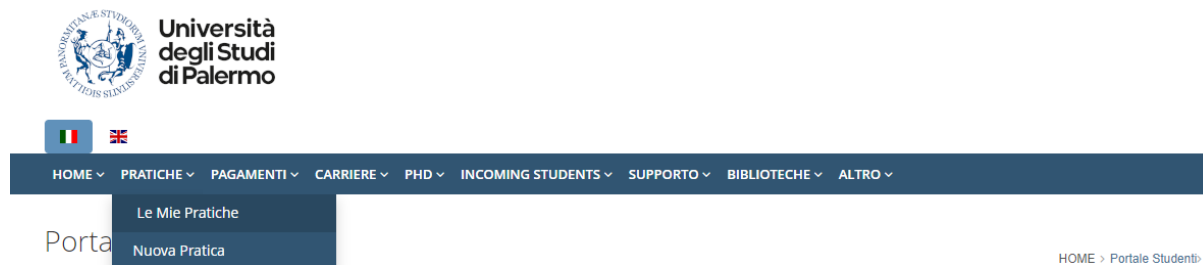 Università
degli Studi
di Palermo
HOME PRATICHE PAGAMENTI CARRIERE PHD INCOMING STUDENTS SUPPORTO BIBLIOTECHE ALTRO
Le Mie Pratiche
Porta
Nuova Pratica
HOME > Portale Studenti>